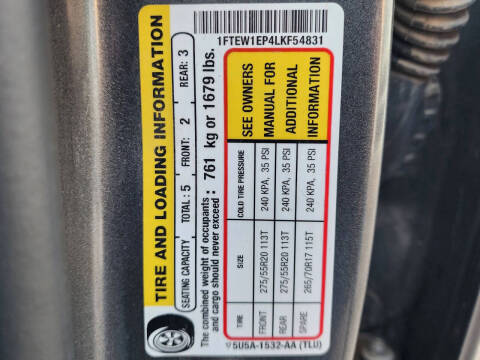 1FTEW1EP4LKF54831
TIRE AND LOADING INFORMATION
SEATING CAPACITY TOTAL: 5 FRONT: 2 REAR: 3
The combined weight of occupants : 761 kg or 1679 lbs.
and cargo should never exceed
TIRE SIZE COLD TIRE PRESSURE SEE OWNERS
FRONT 275/55R20 113T 240 KPA, 35 PSI MANUAL FOR
REAR 275/55R20 113T 240 KPA, 35 PSI ADDITIONAL
SPARE 265/70R17 115T 240 KPA, 35 PSI INFORMATION
5U5A-1532-AA (TLU)